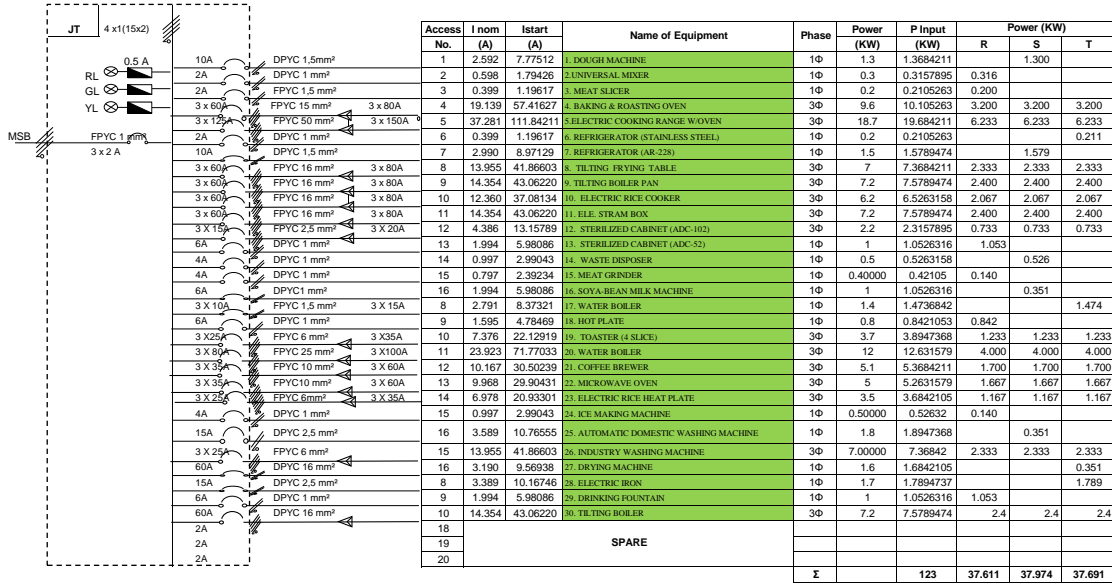 JT 4 x1(15x2)
0.5 A
RL
GL
YL
MSB FPYC 1 mm²
3 x 2 A
Access No. I nom (A) Istart (A) Name of Equipment Phase Power (KW) P Input (KW) Power (KW) R S T
10A DPYC 1,5mm² 1 2.592 7.77512 1. DOUGH MACHINE 1Φ 1.3 1.3684211 1.300
2A DPYC 1 mm² 2 0.598 1.79426 2.UNIVERSAL MIXER 1Φ 0.3 0.3157895 0.316
2A FPYC 1,5 mm² 3 0.399 1.19617 3. MEAT SLICER 1Φ 0.2 0.2105263 0.200
3 x 60A FPYC 15 mm² 3 x 80A 4 19.139 57.41627 4. BAKING & ROASTING OVEN 3Φ 9.6 10.105263 3.200 3.200 3.200
3 x 125A FPYC 50 mm² 3 x 150A 5 37.281 111.84211 5.ELECTRIC COOKING RANGE W/OVEN 3Φ 18.7 19.684211 6.233 6.233 6.233
2A DPYC 1 mm² 6 0.399 1.19617 6. REFRIGERATOR (STAINLESS STEEL) 1Φ 0.2 0.2105263 0.211
10A DPYC 1,5 mm² 7 2.990 8.97129 7. REFRIGERATOR (AR-228) 1Φ 1.5 1.5789474 1.579
3 x 60A FPYC 16 mm² 3 x 80A 8 13.955 41.86603 8. TILTING FRYING TABLE 3Φ 7 7.3684211 2.333 2.333 2.333
3 x 60A FPYC 16 mm² 3 x 80A 9 14.354 43.06220 9. TILTING BOILER PAN 3Φ 7.2 7.5789474 2.400 2.400 2.400
3 x 60A FPYC 16 mm² 3 x 80A 10 12.360 37.08134 10. ELECTRIC RICE COOKER 3Φ 6.2 6.5263158 2.067 2.067 2.067
3 x 60A FPYC 16 mm² 3 x 80A 11 14.354 43.06220 11. ELE. STRAM BOX 3Φ 7.2 7.5789474 2.400 2.400 2.400
3 X 15A FPYC 2,5 mm² 3 X 20A 12 4.386 13.15789 12. STERILIZED CABINET (ADC-102) 3Φ 2.2 2.3157895 0.733 0.733 0.733
6A DPYC 1 mm² 13 1.994 5.98086 13. STERILIZED CABINET (ADC-52) 1Φ 1 1.0526316 1.053
4A DPYC 1 mm² 14 0.997 2.99043 14. WASTE DISPOSER 1Φ 0.5 0.5263158 0.526
4A DPYC 1 mm² 15 0.797 2.39234 15. MEAT GRINDER 1Φ 0.40000 0.42105 0.140
6A DPYC1 mm² 16 1.994 5.98086 16. SOYA-BEAN MILK MACHINE 1Φ 1 1.0526316 0.351
3 X 10A FPYC 1,5 mm² 3 X 15A 8 2.791 8.37321 17. WATER BOILER 1Φ 1.4 1.4736842 1.474
6A DPYC 1 mm² 9 1.595 4.78469 18. HOT PLATE 1Φ 0.8 0.8421053 0.842
3 X25A FPYC 6 mm² 3 X35A 10 7.376 22.12919 19. TOASTER (4 SLICE) 3Φ 3.7 3.8947368 1.233 1.233 1.233
3 X 80A FPYC 25 mm² 3 X100A 11 23.923 71.77033 20. WATER BOILER 3Φ 12 12.631579 4.000 4.000 4.000
3 X 35A FPYC 10 mm² 3 X 60A 12 10.167 30.50239 21. COFFEE BREWER 3Φ 5.1 5.3684211 1.700 1.700 1.700
3 X 35A FPYC10 mm² 3 X 60A 13 9.968 29.90431 22. MICROWAVE OVEN 3Φ 5 5.2631579 1.667 1.667 1.667
3 X 25A FPYC 6mm² 3 X 35A 14 6.978 20.93301 23. ELECTRIC RICE HEAT PLATE 3Φ 3.5 3.6842105 1.167 1.167 1.167
4A DPYC 1 mm² 15 0.997 2.99043 24. ICE MAKING MACHINE 1Φ 0.50000 0.52632 0.140
15A DPYC 2,5 mm² 16 3.589 10.76555 25. AUTOMATIC DOMESTIC WASHING MACHINE 1Φ 1.8 1.8947368 0.351
3 X 25A FPYC 6 mm² 15 13.955 41.86603 26. INDUSTRY WASHING MACHINE 3Φ 7.00000 7.36842 2.333 2.333 2.333
60A DPYC 16 mm² 16 3.190 9.56938 27. DRYING MACHINE 1Φ 1.6 1.6842105 0.351
15A DPYC 2,5 mm² 8 3.389 10.16746 28. ELECTRIC IRON 1Φ 1.7 1.7894737 1.789
6A DPYC 1 mm² 9 1.994 5.98086 29. DRINKING FOUNTAIN 1Φ 1 1.0526316 1.053
60A DPYC 16 mm² 10 14.354 43.06220 30. TILTING BOILER 3Φ 7.2 7.5789474 2.4 2.4 2.4
2A 18
2A 19 SPARE
2A 20
Σ 123 37.611 37.974 37.691